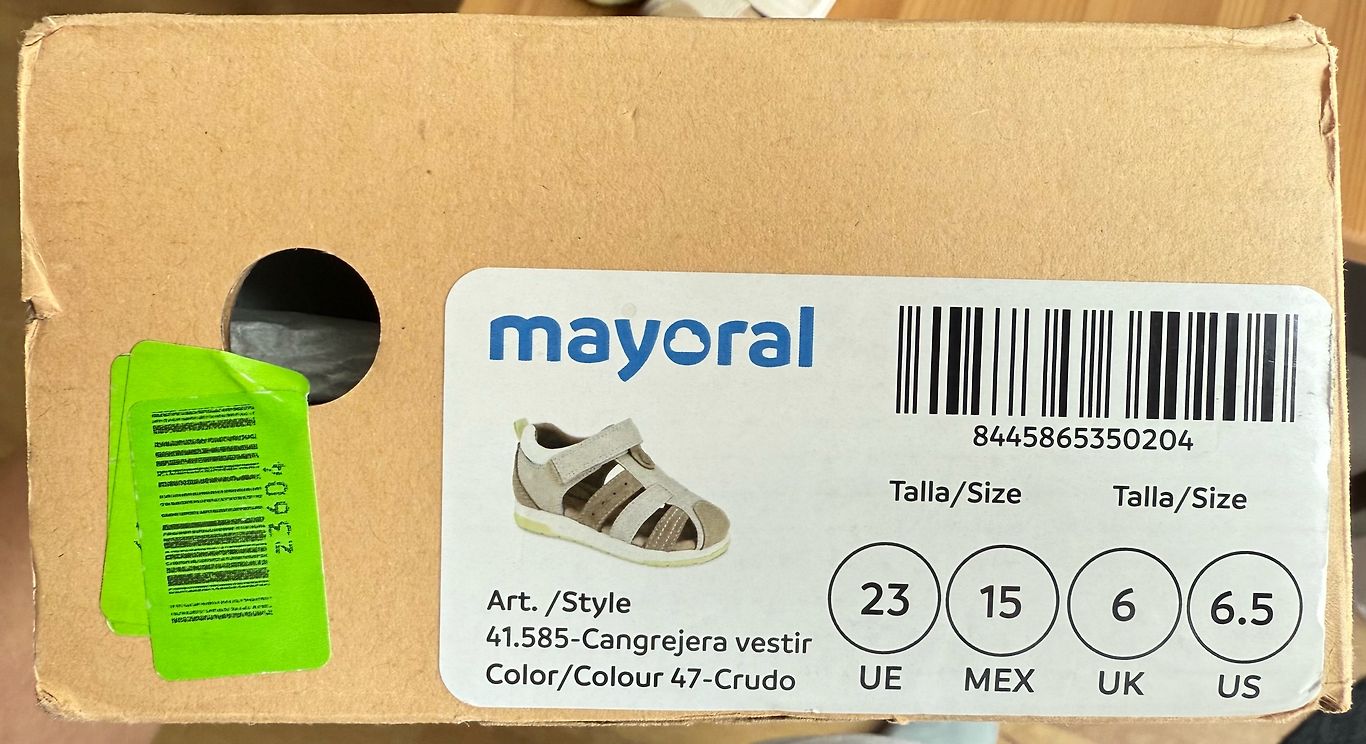 mayoral
8445865350204
Talla/Size Talla/Size
23 15 6 6.5
UE MEX UK US
Art. /Style
41.585-Cangrejera vestir
Color/Colour 47-Crudo
23604